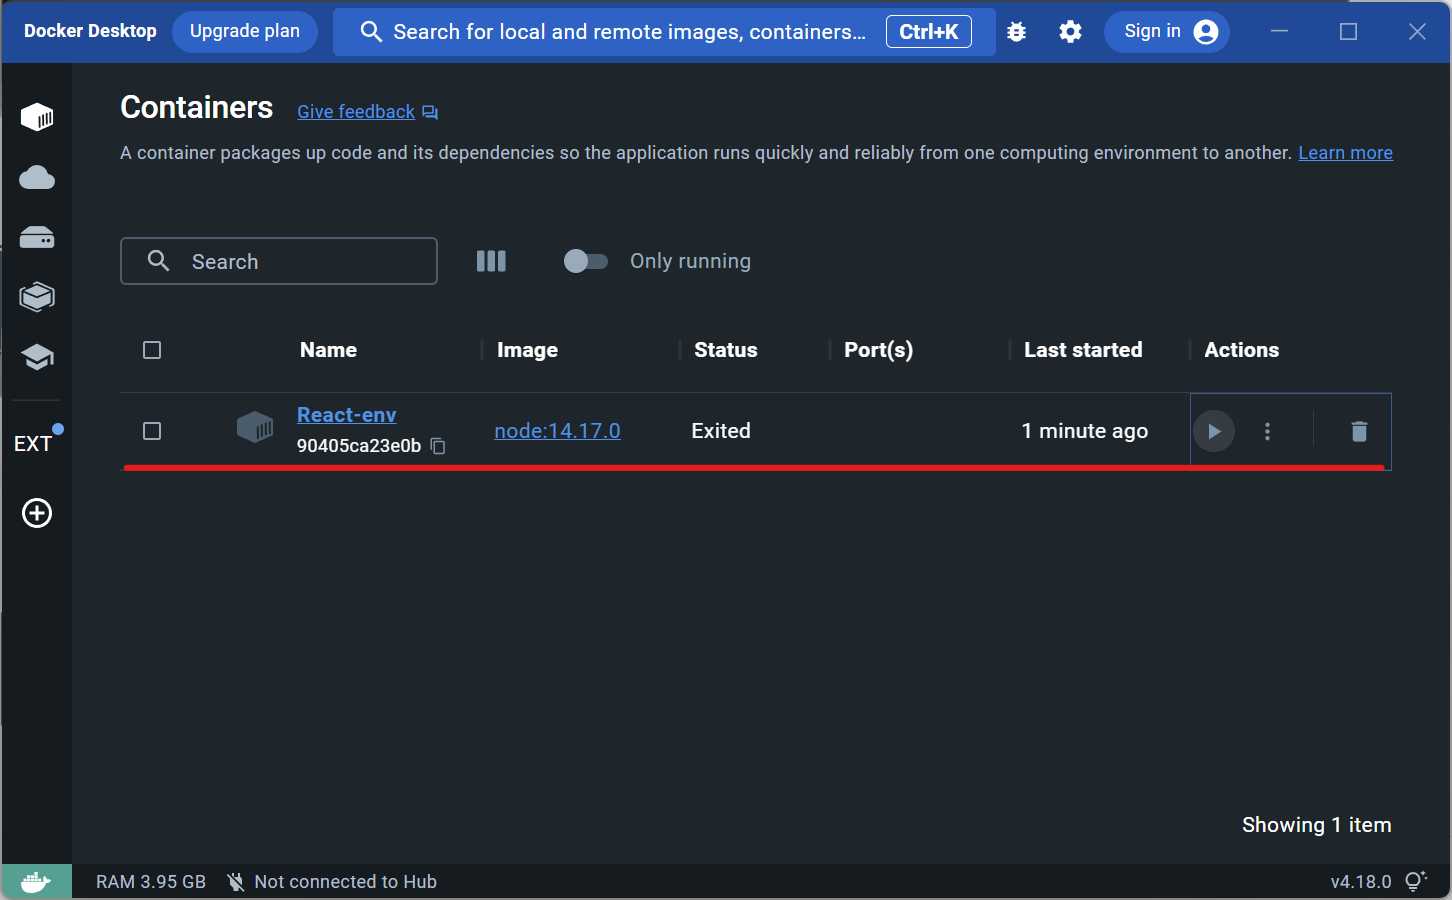 Docker Desktop Upgrade plan Search for local and remote images, containers... Ctrl+K Sign in
Containers Give feedback
A container packages up code and its dependencies so the application runs quickly and reliably from one computing environment to another. Learn more
Search Only running
Name Image Status Port(s) Last started Actions
React-env
90405ca23e0b
node:14.17.0 Exited 1 minute ago
EXT
Showing 1 item
RAM 3.95 GB Not connected to Hub v4.18.0